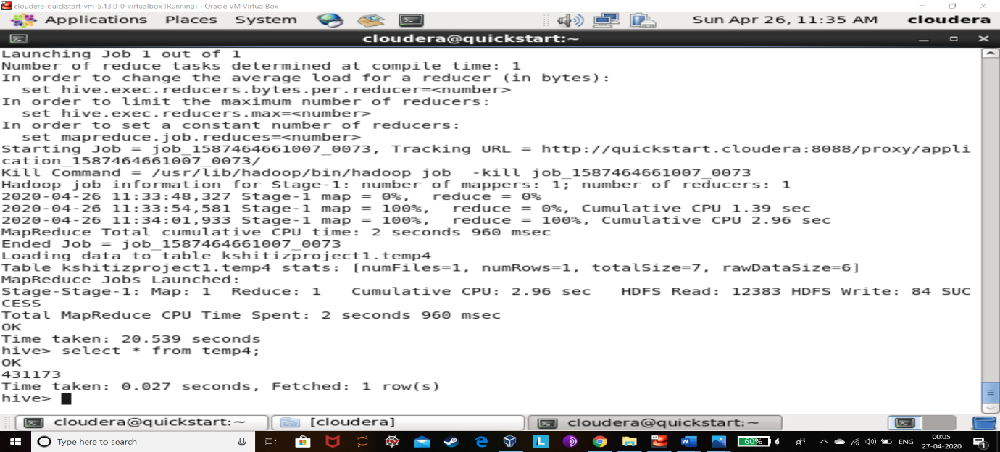 cloudera-quickstart-vm-5.13.0-0-virtualbox [Running] - Oracle VM VirtualBox
Applications Places System Sun Apr 26, 11:35 AM cloudera
cloudera@quickstart:~
Launching Job 1 out of 1
Number of reduce tasks determined at compile time: 1
In order to change the average load for a reducer (in bytes):
  set hive.exec.reducers.bytes.per.reducer=<number>
In order to limit the maximum number of reducers:
  set hive.exec.reducers.max=<number>
In order to set a constant number of reducers:
  set mapreduce.job.reduces=<number>
Starting Job = job_1587464661007_0073, Tracking URL = http://quickstart.cloudera:8088/proxy/appli
cation_1587464661007_0073/
Kill Command = /usr/lib/hadoop/bin/hadoop job  -kill job_1587464661007_0073
Hadoop job information for Stage-1: number of mappers: 1; number of reducers: 1
2020-04-26 11:33:48,327 Stage-1 map = 0%,  reduce = 0%
2020-04-26 11:33:54,581 Stage-1 map = 100%,  reduce = 0%, Cumulative CPU 1.39 sec
2020-04-26 11:34:01,933 Stage-1 map = 100%,  reduce = 100%, Cumulative CPU 2.96 sec
MapReduce Total cumulative CPU time: 2 seconds 960 msec
Ended Job = job_1587464661007_0073
Loading data to table kshitizproject1.temp4
Table kshitizproject1.temp4 stats: [numFiles=1, numRows=1, totalSize=7, rawDataSize=6]
MapReduce Jobs Launched:
Stage-Stage-1: Map: 1  Reduce: 1   Cumulative CPU: 2.96 sec   HDFS Read: 12383 HDFS Write: 84 SUC
CESS
Total MapReduce CPU Time Spent: 2 seconds 960 msec
OK
Time taken: 20.539 seconds
hive> select * from temp4;
OK
431173
Time taken: 0.027 seconds, Fetched: 1 row(s)
hive>
cloudera@quickstart:~ [cloudera] cloudera@quickstart:~
Type here to search 60% ENG 00:05
27-04-2020 1